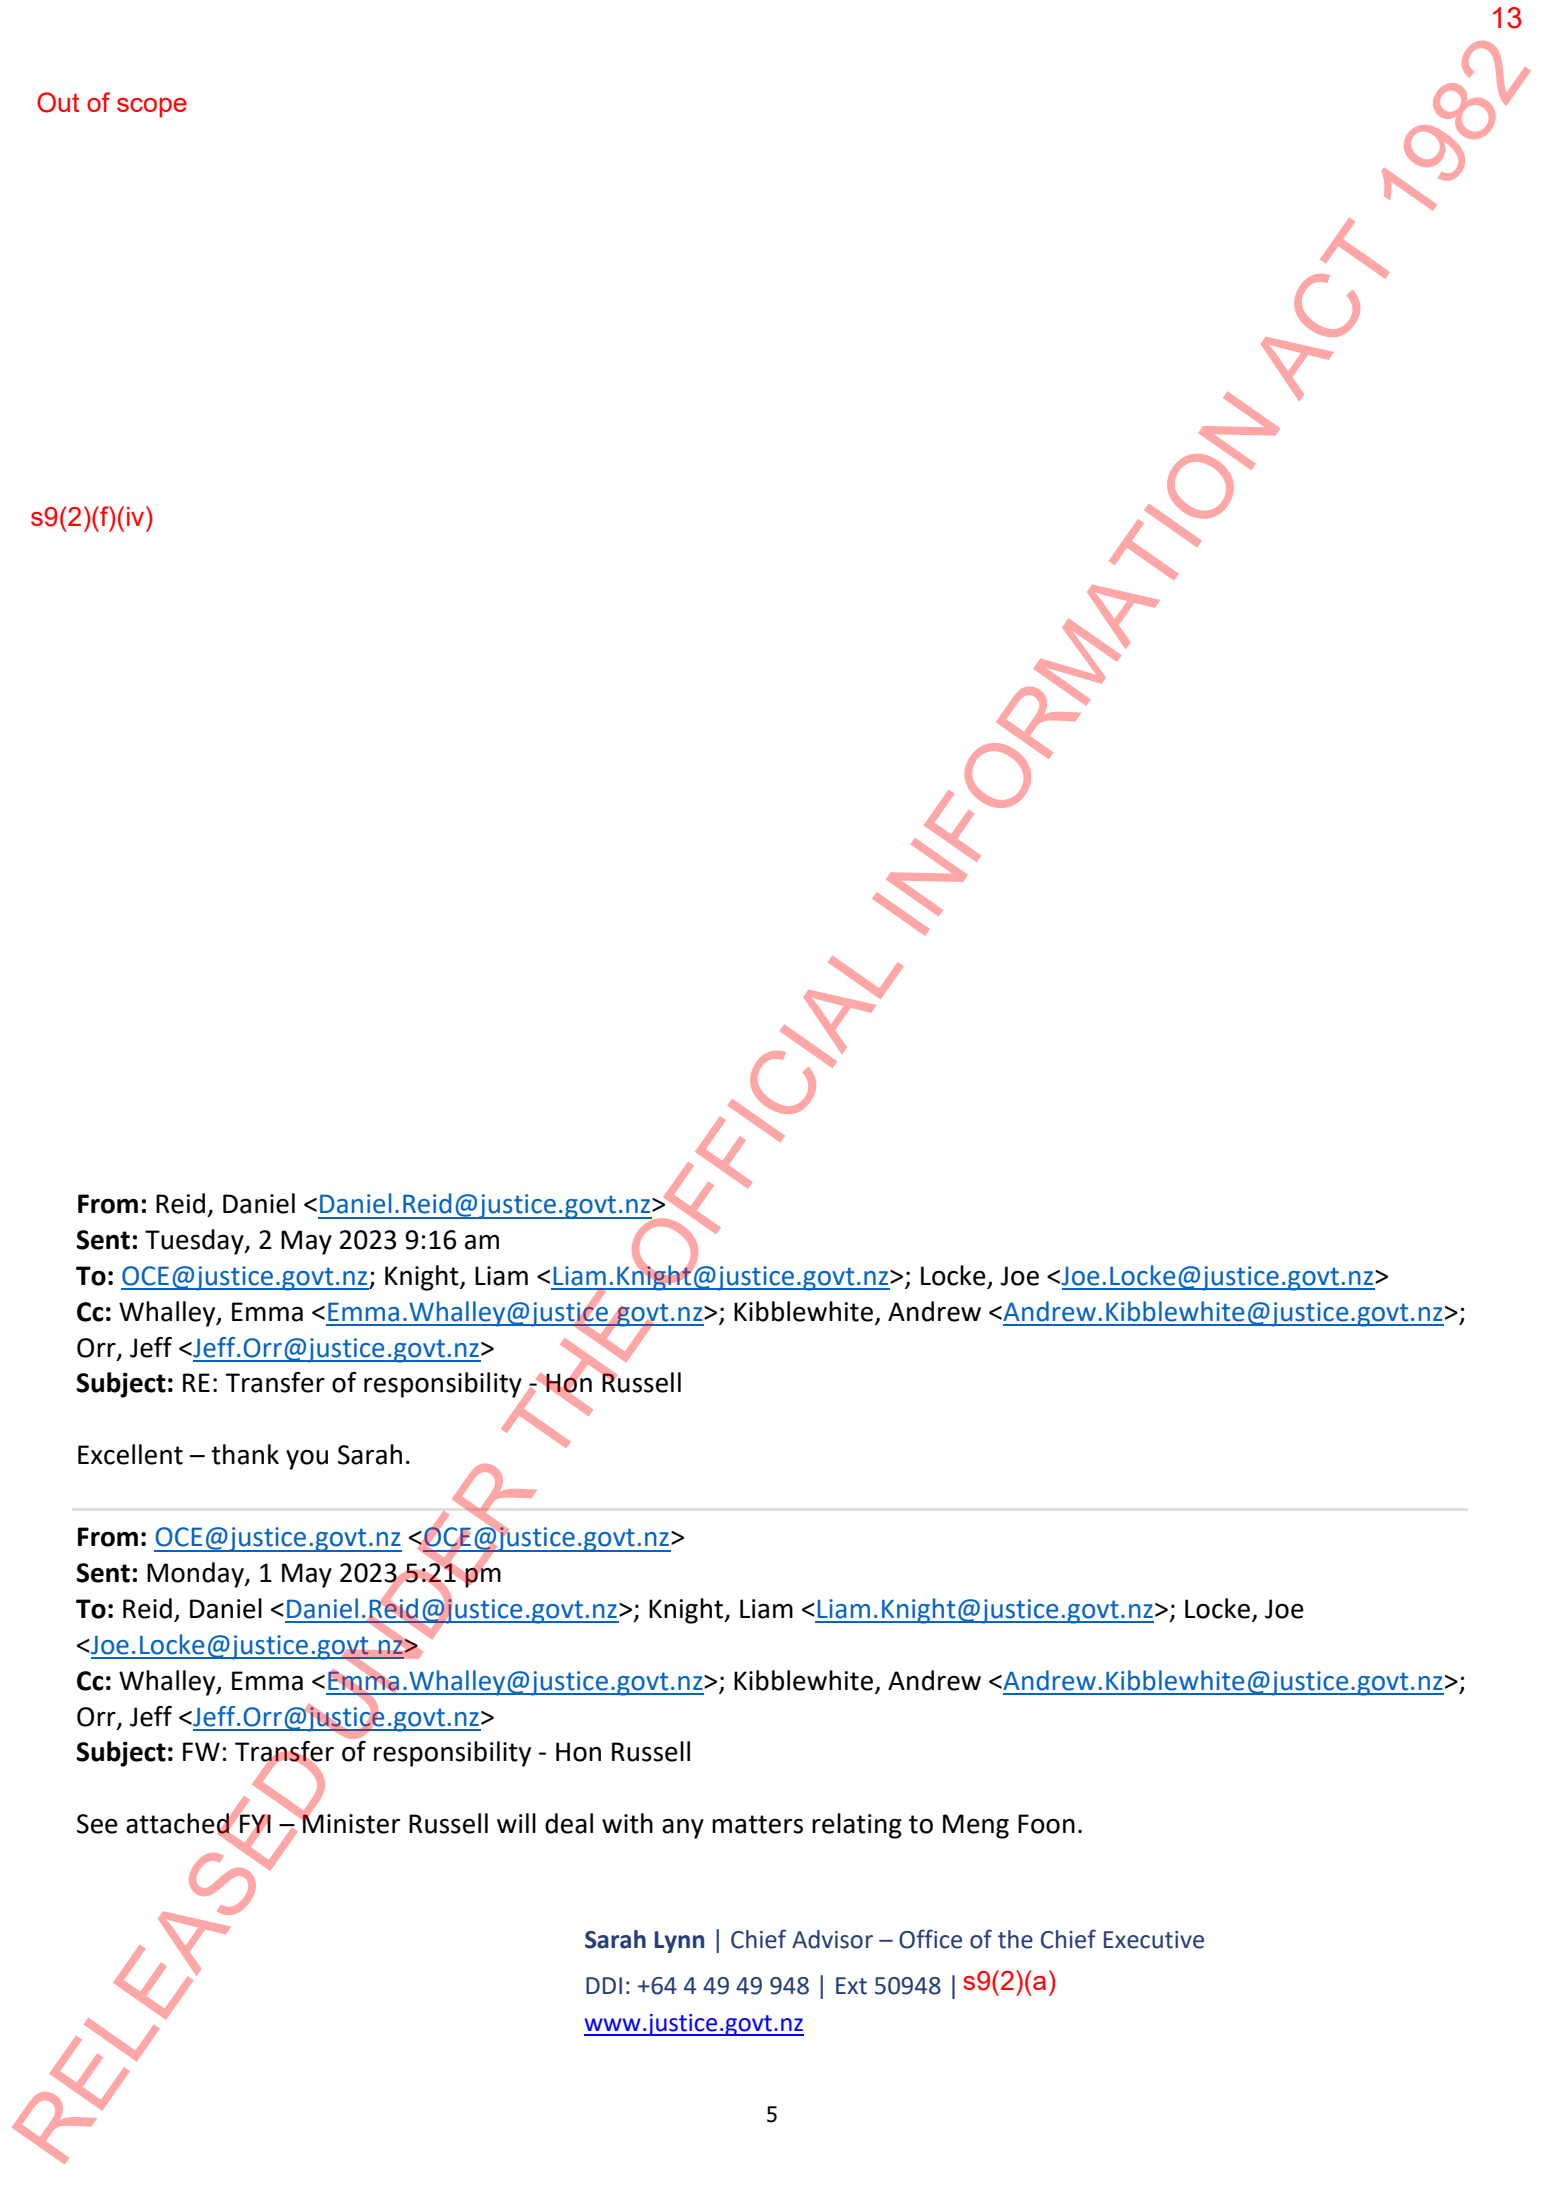 13
Out of scope
s9(2)(f)(iv)
From: Reid, Daniel <Daniel.Reid@justice.govt.nz>
Sent: Tuesday, 2 May 2023 9:16 am
To: OCE@justice.govt.nz; Knight, Liam <Liam.Knight@justice.govt.nz>; Locke, Joe <Joe.Locke@justice.govt.nz>
Cc: Whalley, Emma <Emma.Whalley@justice.govt.nz>; Kibblewhite, Andrew <Andrew.Kibblewhite@justice.govt.nz>;
Orr, Jeff <Jeff.Orr@justice.govt.nz>
Subject: RE: Transfer of responsibility - Hon Russell
Excellent – thank you Sarah.
From: OCE@justice.govt.nz <OCE@justice.govt.nz>
Sent: Monday, 1 May 2023 5:21 pm
To: Reid, Daniel <Daniel.Reid@justice.govt.nz>; Knight, Liam <Liam.Knight@justice.govt.nz>; Locke, Joe
<Joe.Locke@justice.govt.nz>
Cc: Whalley, Emma <Emma.Whalley@justice.govt.nz>; Kibblewhite, Andrew <Andrew.Kibblewhite@justice.govt.nz>;
Orr, Jeff <Jeff.Orr@justice.govt.nz>
Subject: FW: Transfer of responsibility - Hon Russell
See attached FYI – Minister Russell will deal with any matters relating to Meng Foon.
Sarah Lynn | Chief Advisor – Office of the Chief Executive
DDI: +64 4 49 49 948 | Ext 50948 | s9(2)(a)
www.justice.govt.nz
5
RELEASED UNDER THE OFFICIAL INFORMATION ACT 1982